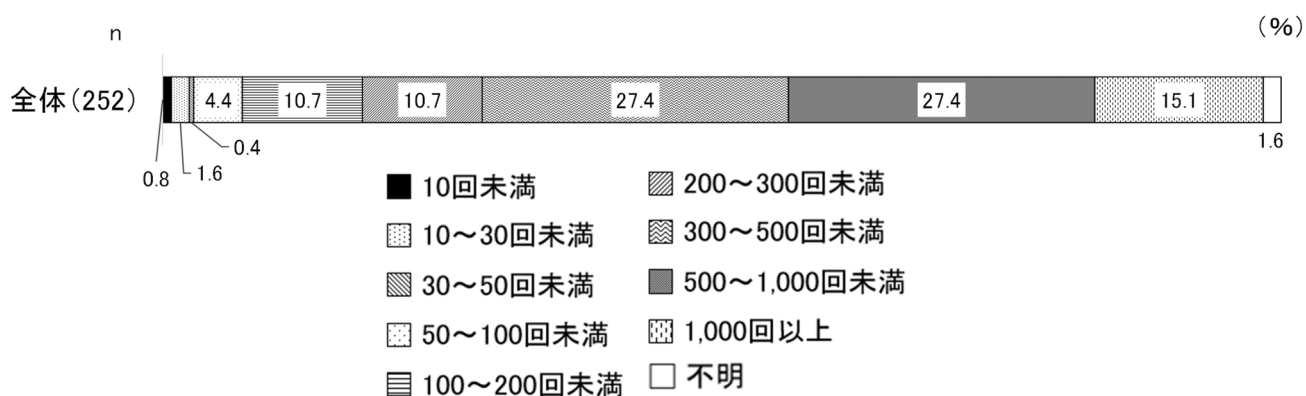 (%)
n
全体(252)
4.4 10.7 10.7 27.4 27.4 15.1
0.8 1.6 0.4 1.6
10回未満
10～30回未満
30～50回未満
50～100回未満
100～200回未満
200～300回未満
300～500回未満
500～1,000回未満
1,000回以上
不明